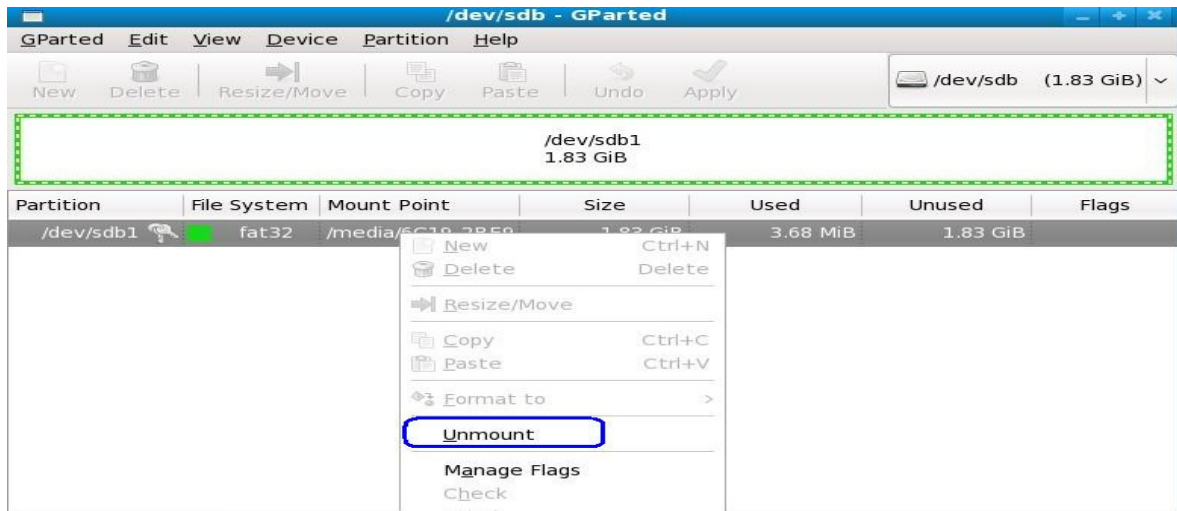 /dev/sdb - GParted
GParted Edit View Device Partition Help
New Delete Resize/Move Copy Paste Undo Apply /dev/sdb (1.83 GiB)
/dev/sdb1
1.83 GiB
Partition File System Mount Point Size Used Unused Flags
/dev/sdb1 fat32 3.68 MiB 1.83 GiB
New Ctrl+N
Delete Delete
Resize/Move
Copy Ctrl+C
Paste Ctrl+V
Format to >
Unmount
Manage Flags
Check